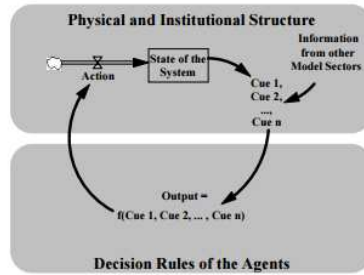 Physical and Institutional Structure
Action
State of the
System
Information
from other
Model Sectors
Cue 1,
Cue 2,
...,
Cue n
Output =
f(Cue 1, Cue 2, ... , Cue n)
Decision Rules of the Agents